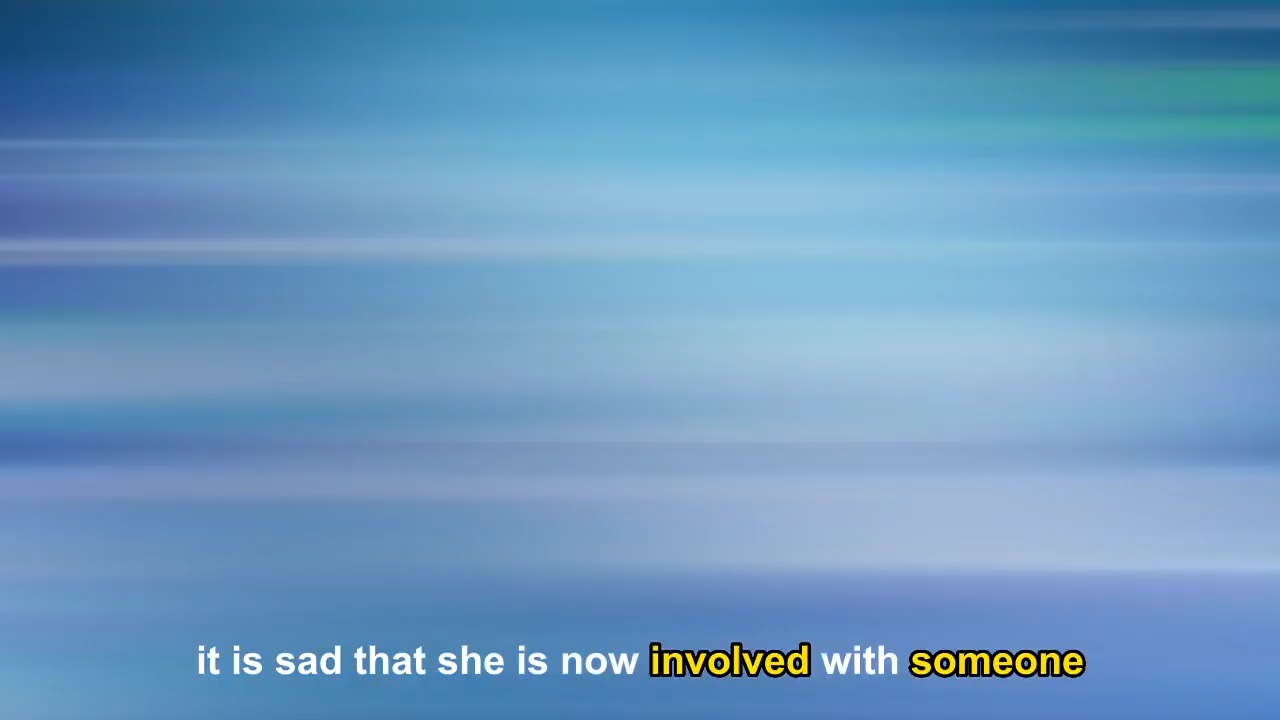 it is sad that she is now involved with someone